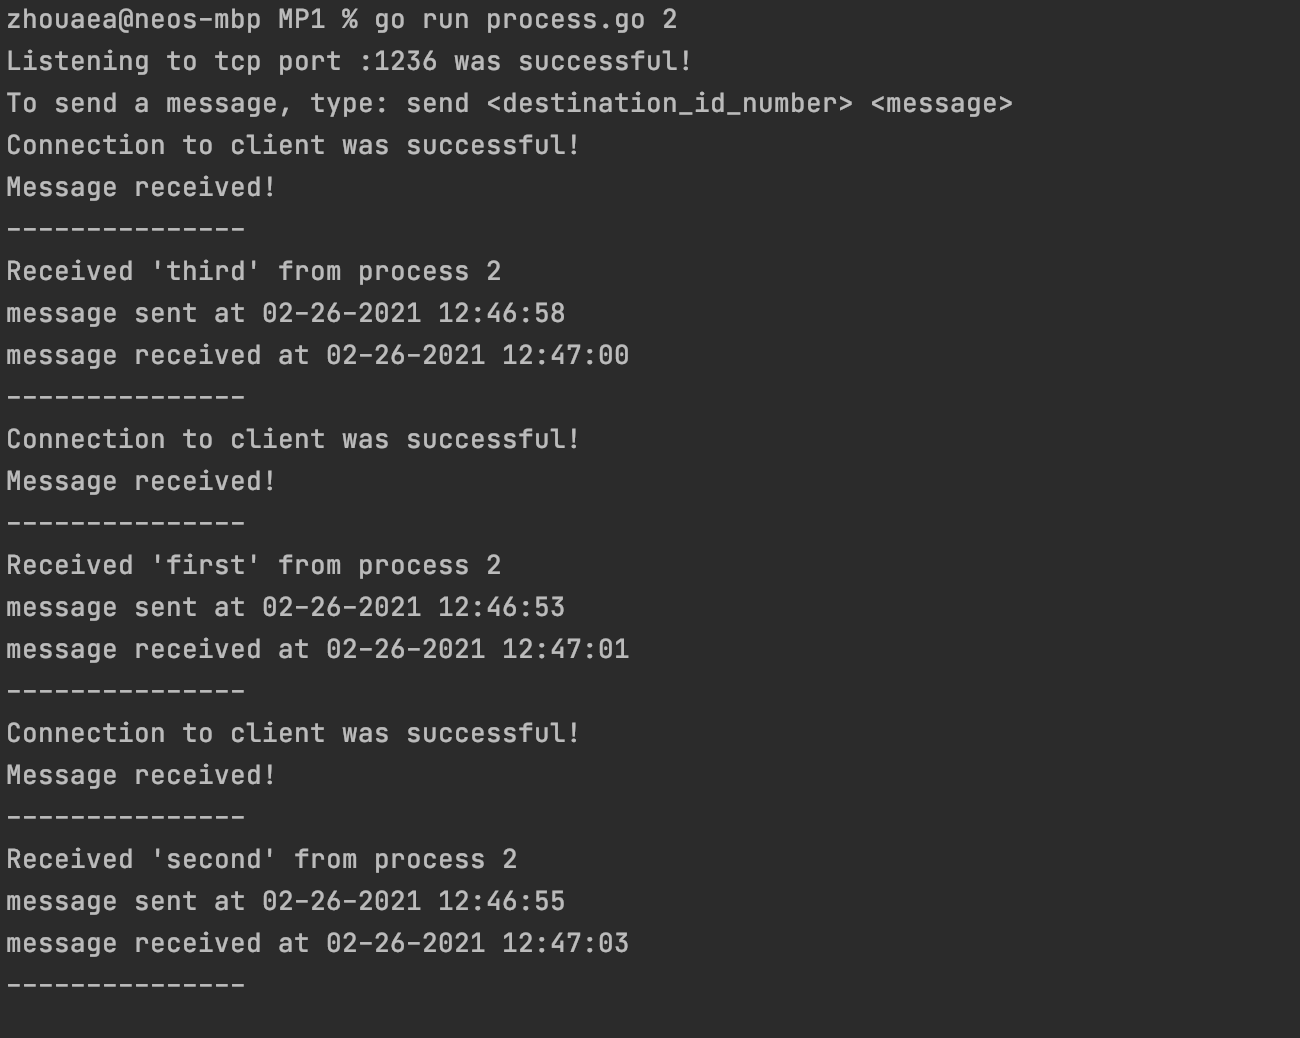 zhouaea@neos-mbp MP1 % go run process.go 2
Listening to tcp port :1236 was successful!
To send a message, type: send <destination_id_number> <message>
Connection to client was successful!
Message received!
---------------
Received 'third' from process 2
message sent at 02-26-2021 12:46:58
message received at 02-26-2021 12:47:00
---------------
Connection to client was successful!
Message received!
---------------
Received 'first' from process 2
message sent at 02-26-2021 12:46:53
message received at 02-26-2021 12:47:01
---------------
Connection to client was successful!
Message received!
---------------
Received 'second' from process 2
message sent at 02-26-2021 12:46:55
message received at 02-26-2021 12:47:03
---------------